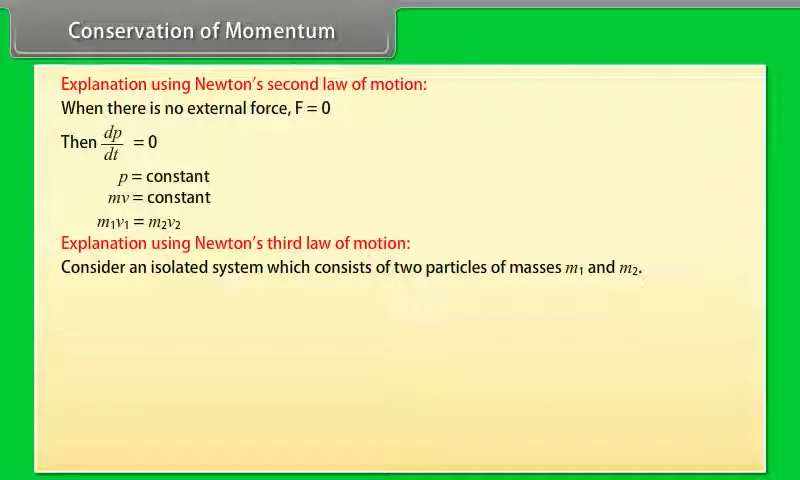 Conservation of Momentum
Explanation using Newton's second law of motion:
When there is no external force, F = 0
Then dp/dt = 0
p = constant
mv = constant
m₁v₁ = m₂v₂
Explanation using Newton's third law of motion:
Consider an isolated system which consists of two particles of masses m₁ and m₂.